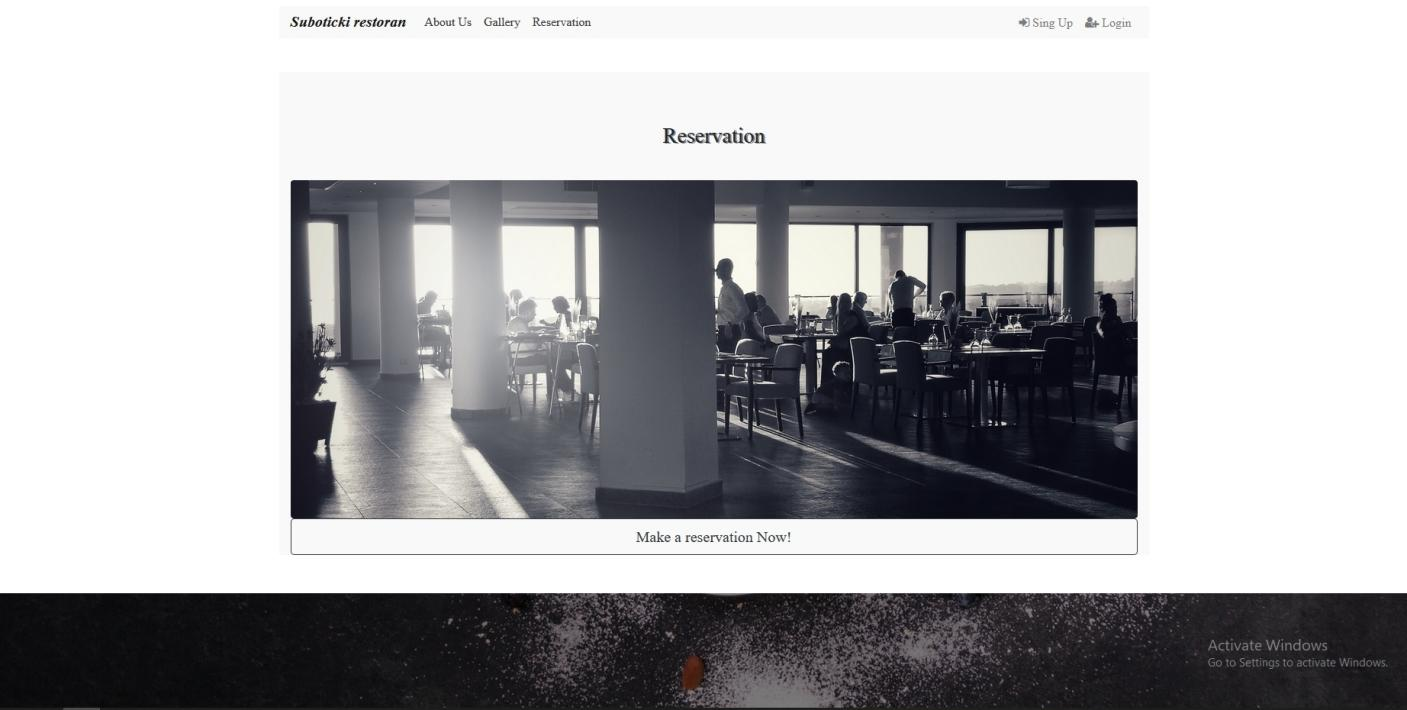 Suboticki restoran About Us Gallery Reservation Sing Up Login
Reservation
Make a reservation Now!
Activate Windows
Go to Settings to activate Windows.